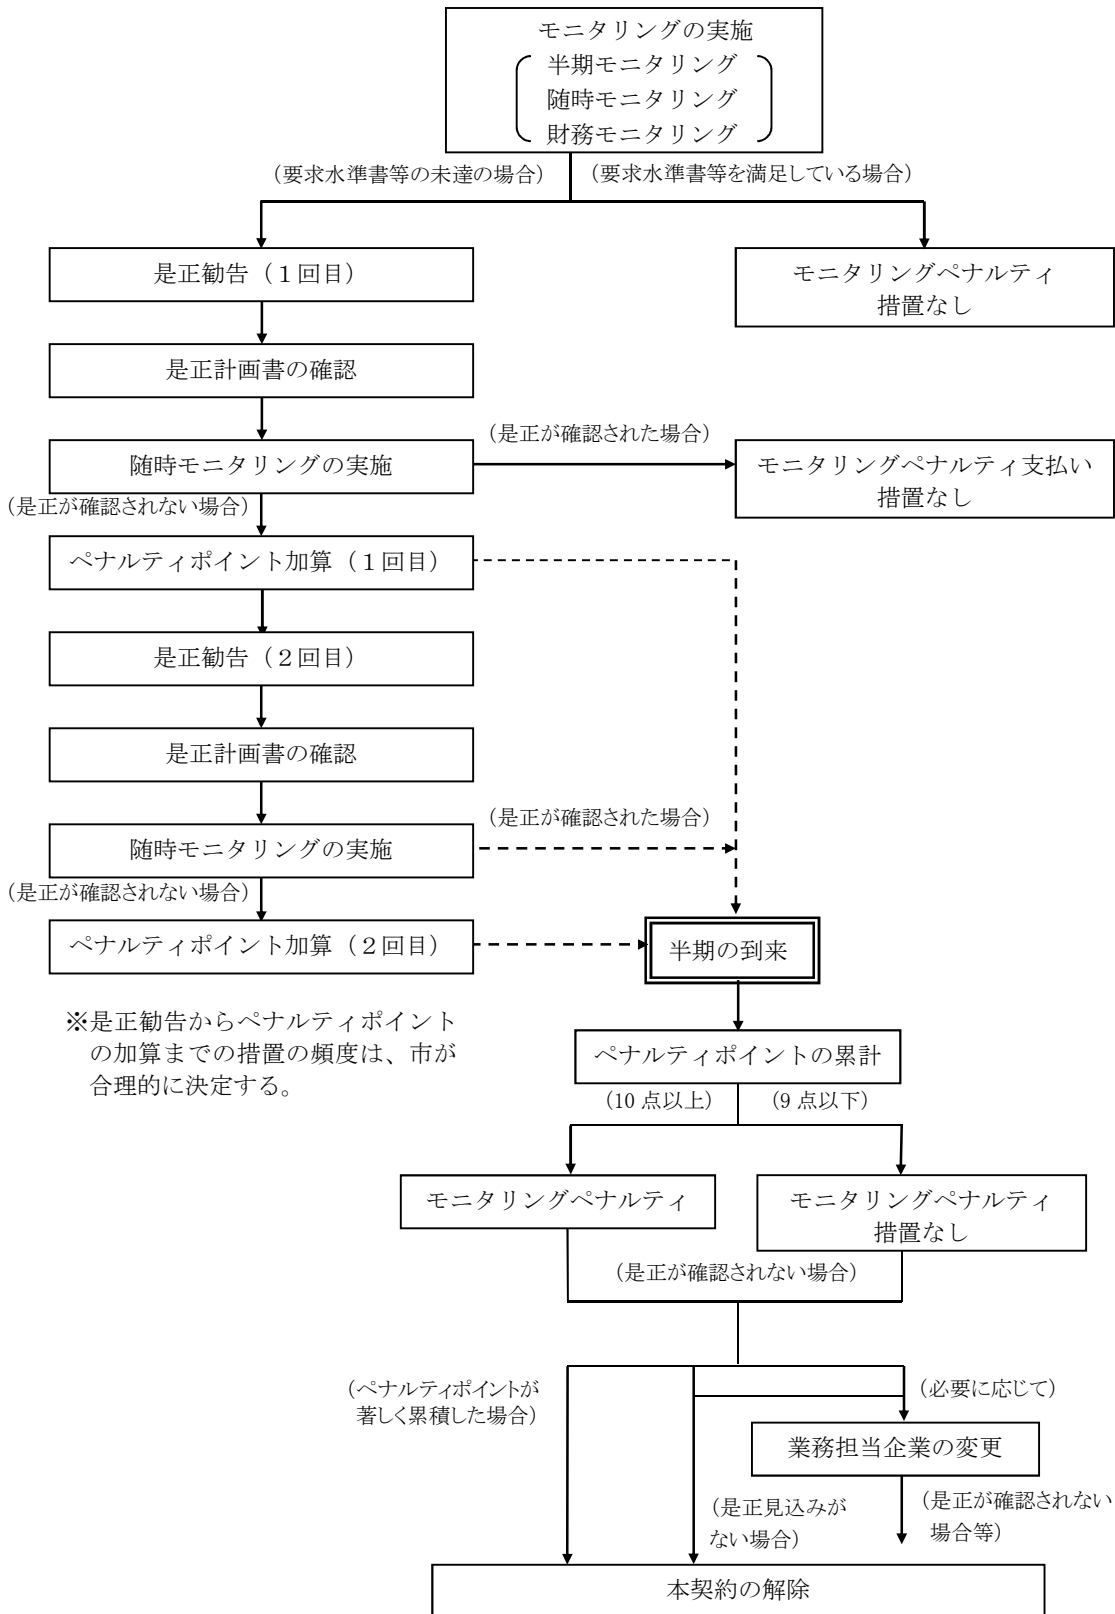 モニタリングの実施
半期モニタリング
随時モニタリング
財務モニタリング
（要求水準書等の未達の場合）
（要求水準書等を満足している場合）
是正勧告（１回目）
モニタリングペナルティ
措置なし
是正計画書の確認
（是正が確認された場合）
随時モニタリングの実施
モニタリングペナルティ支払い
措置なし
（是正が確認されない場合）
ペナルティポイント加算（１回目）
是正勧告（２回目）
是正計画書の確認
（是正が確認された場合）
随時モニタリングの実施
（是正が確認されない場合）
ペナルティポイント加算（２回目）
半期の到来
※是正勧告からペナルティポイント
の加算までの措置の頻度は、市が
合理的に決定する。
ペナルティポイントの累計
（10 点以上）
（9 点以下）
モニタリングペナルティ
モニタリングペナルティ
措置なし
（是正が確認されない場合）
（ペナルティポイントが
著しく累積した場合）
（必要に応じて）
業務担当企業の変更
（是正見込みが
ない場合）
（是正が確認されない
場合等）
本契約の解除